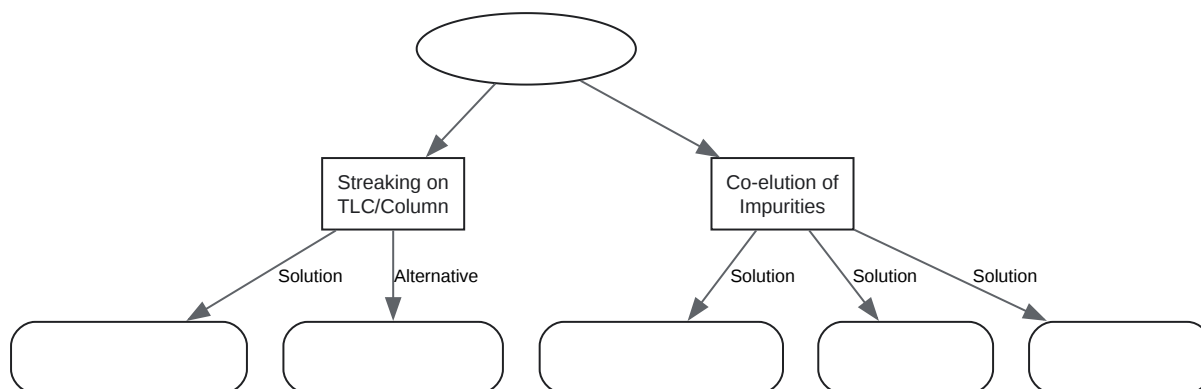 Streaking on
TLC/Column
Co-elution of
Impurities
Solution
Alternative
Solution
Solution
Solution